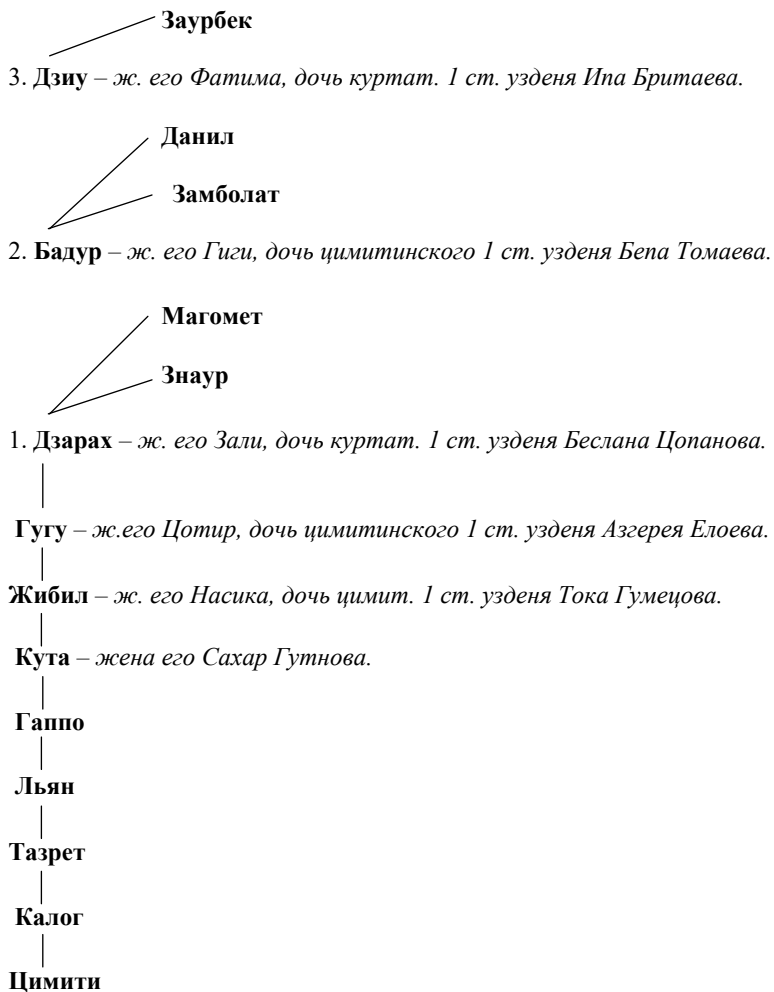 Заурбек
3. Дзиу – ж. его Фатима, дочь куртат. 1 ст. узденя Ипа Бритаева.
Данил
Замболат
2. Бадур – ж. его Гиги, дочь цимитинского 1 ст. узденя Бепа Томаева.
Магомет
Знаур
1. Дзарах – ж. его Зали, дочь куртат. 1 ст. узденя Беслана Цопанова.
Гугу – ж.его Цотир, дочь цимитинского 1 ст. узденя Азгерея Елоева.
Жибил – ж. его Насика, дочь цимит. 1 ст. узденя Тока Гумецова.
Кута – жена его Сахар Гутнова.
Гаппо
Льян
Тазрет
Калог
Цимити